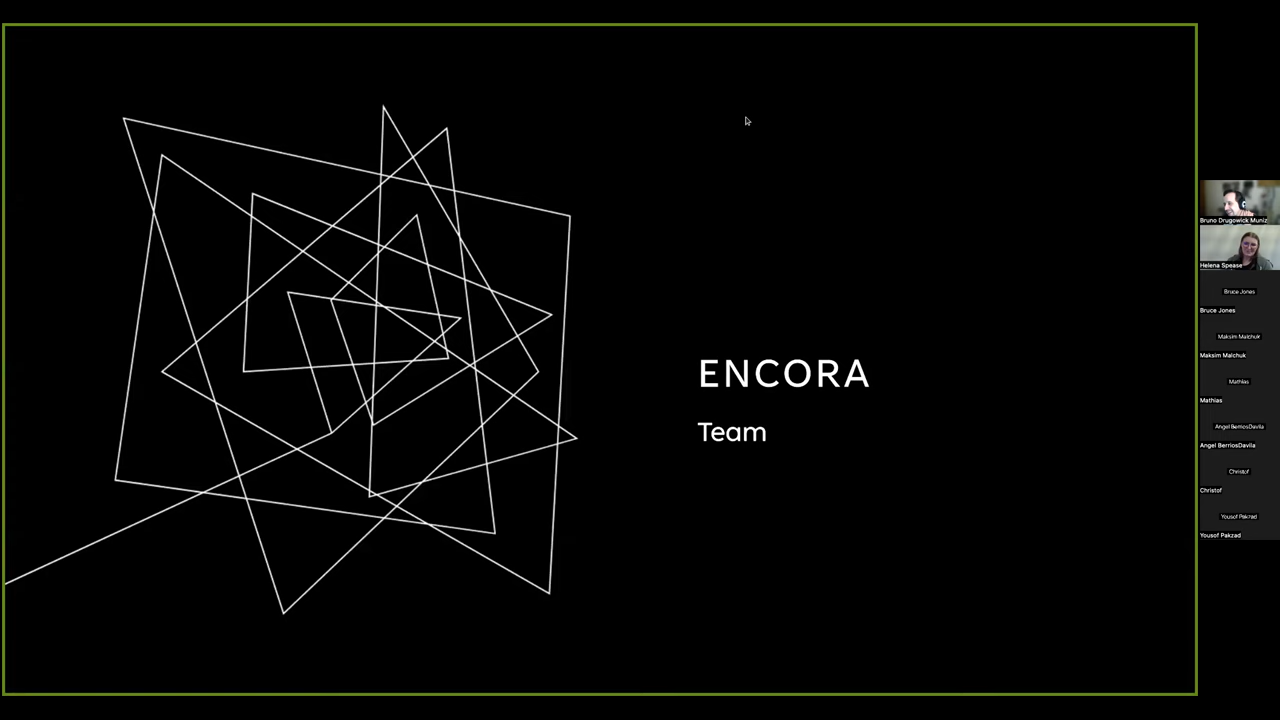 ENCORA
Team
Bruno Drugowick Muniz
Helena Spease
Bruce Jones
Bruce Jones
Maksim Malchuk
Maksim Malchuk
Mathias
Mathias
Angel BerriosDavila
Angel BerriosDavila
Christof
Christof
Yousof Pakzad
Yousof Pakzad